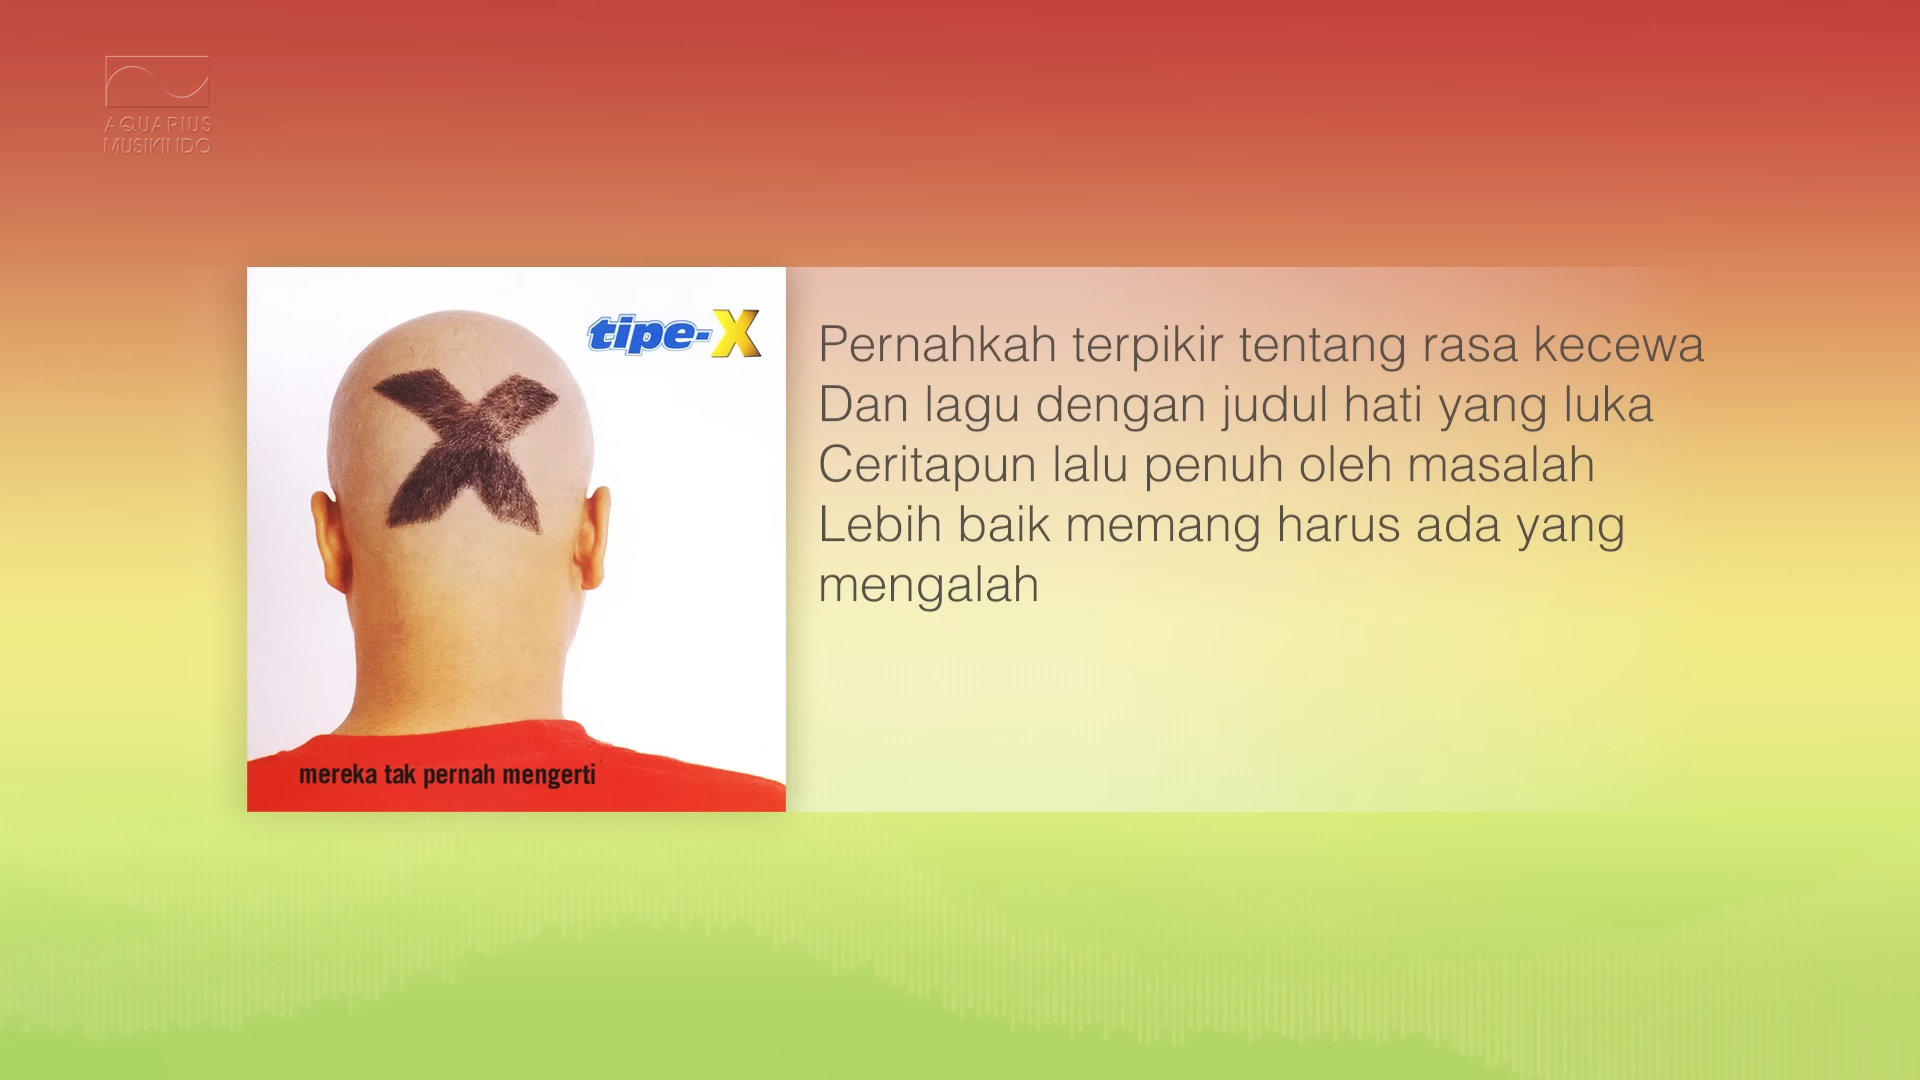 AQUARIUS
MUSIKINDO
tipe-X
Pernahkah terpikir tentang rasa kecewa
Dan lagu dengan judul hati yang luka
Ceritapun lalu penuh oleh masalah
Lebih baik memang harus ada yang
mengalah
mereka tak pernah mengerti